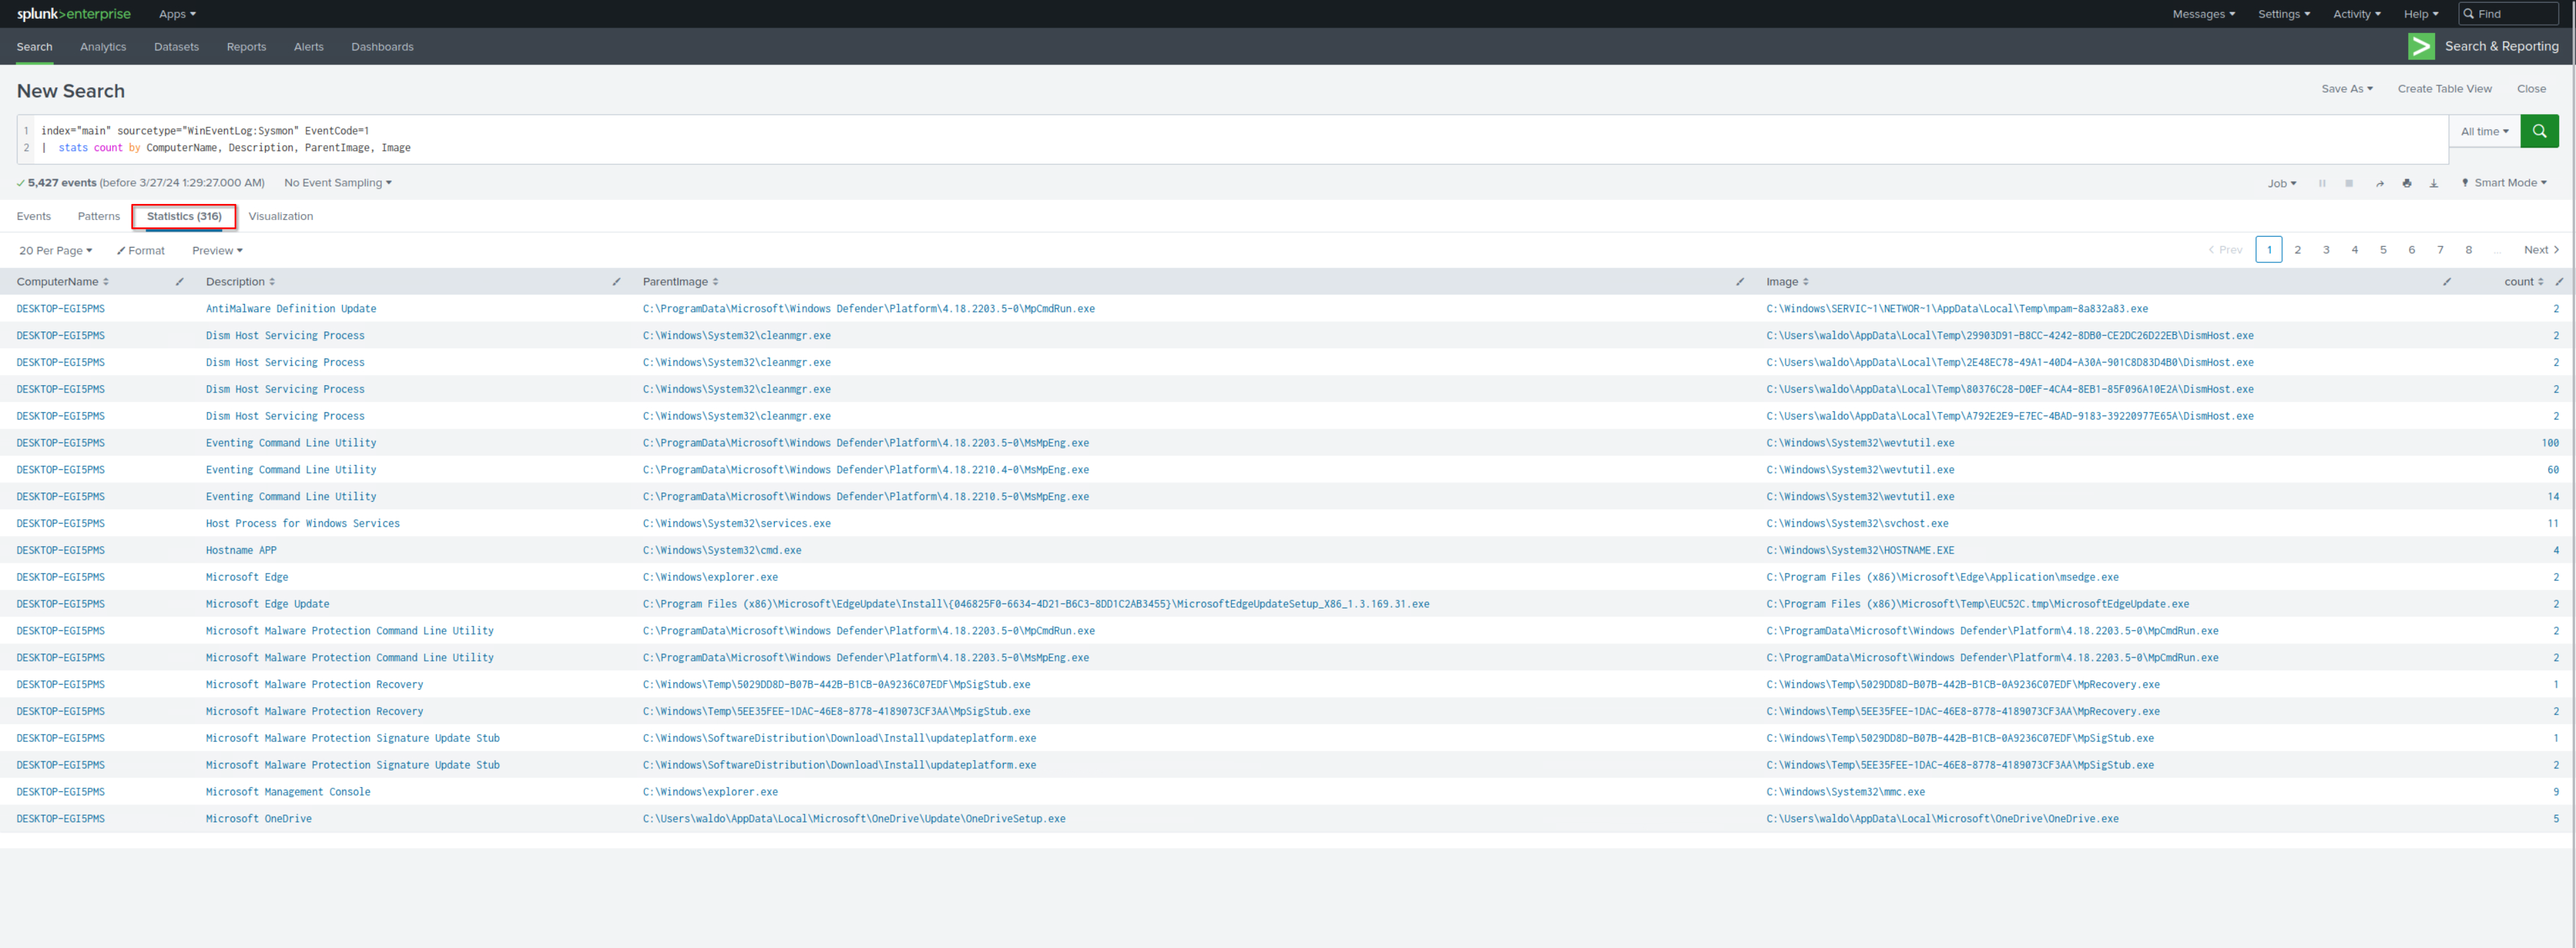 splunk>enterprise Apps Messages Settings Activity Help Find
Search Analytics Datasets Reports Alerts Dashboards Search & Reporting
New Search Save As Create Table View Close
1 index="main" sourcetype="WinEventLog:Sysmon" EventCode=1 All time
2 | stats count by ComputerName, Description, ParentImage, Image
5,427 events (before 3/27/24 1:29:27.000 AM) No Event Sampling Job Smart Mode
Events Patterns Statistics (316) Visualization
20 Per Page Format Preview < Prev 1 2 3 4 5 6 7 8 ... Next >
ComputerName Description ParentImage Image count
DESKTOP-EGI5PMS AntiMalware Definition Update C:\ProgramData\Microsoft\Windows Defender\Platform\4.18.2203.5-0\MpCmdRun.exe C:\Windows\SERVIC~1\NETWOR~1\AppData\Local\Temp\mpam-8a832a83.exe 2
DESKTOP-EGI5PMS Dism Host Servicing Process C:\Windows\System32\cleanmgr.exe C:\Users\waldo\AppData\Local\Temp\29903D91-B8CC-4242-8DB0-CE2DC26D22EB\DismHost.exe 2
DESKTOP-EGI5PMS Dism Host Servicing Process C:\Windows\System32\cleanmgr.exe C:\Users\waldo\AppData\Local\Temp\2E48EC78-49A1-40D4-A30A-901C8D83D4B0\DismHost.exe 2
DESKTOP-EGI5PMS Dism Host Servicing Process C:\Windows\System32\cleanmgr.exe C:\Users\waldo\AppData\Local\Temp\80376C28-D0EF-4CA4-8EB1-85F096A10E2A\DismHost.exe 2
DESKTOP-EGI5PMS Dism Host Servicing Process C:\Windows\System32\cleanmgr.exe C:\Users\waldo\AppData\Local\Temp\A792E2E9-E7EC-4BAD-9183-39220977E65A\DismHost.exe 2
DESKTOP-EGI5PMS Eventing Command Line Utility C:\ProgramData\Microsoft\Windows Defender\Platform\4.18.2203.5-0\MsMpEng.exe C:\Windows\System32\wevtutil.exe 100
DESKTOP-EGI5PMS Eventing Command Line Utility C:\ProgramData\Microsoft\Windows Defender\Platform\4.18.2210.4-0\MsMpEng.exe C:\Windows\System32\wevtutil.exe 60
DESKTOP-EGI5PMS Eventing Command Line Utility C:\ProgramData\Microsoft\Windows Defender\Platform\4.18.2210.5-0\MsMpEng.exe C:\Windows\System32\wevtutil.exe 14
DESKTOP-EGI5PMS Host Process for Windows Services C:\Windows\System32\services.exe C:\Windows\System32\svchost.exe 11
DESKTOP-EGI5PMS Hostname APP C:\Windows\System32\cmd.exe C:\Windows\System32\HOSTNAME.EXE 4
DESKTOP-EGI5PMS Microsoft Edge C:\Windows\explorer.exe C:\Program Files (x86)\Microsoft\Edge\Application\msedge.exe 2
DESKTOP-EGI5PMS Microsoft Edge Update C:\Program Files (x86)\Microsoft\EdgeUpdate\Install\{046825F0-6634-4D21-B6C3-8DD1C2AB3455}\MicrosoftEdgeUpdateSetup_X86_1.3.169.31.exe C:\Program Files (x86)\Microsoft\Temp\EUC52C.tmp\MicrosoftEdgeUpdate.exe 2
DESKTOP-EGI5PMS Microsoft Malware Protection Command Line Utility C:\ProgramData\Microsoft\Windows Defender\Platform\4.18.2203.5-0\MpCmdRun.exe C:\ProgramData\Microsoft\Windows Defender\Platform\4.18.2203.5-0\MpCmdRun.exe 2
DESKTOP-EGI5PMS Microsoft Malware Protection Command Line Utility C:\ProgramData\Microsoft\Windows Defender\Platform\4.18.2203.5-0\MsMpEng.exe C:\ProgramData\Microsoft\Windows Defender\Platform\4.18.2203.5-0\MpCmdRun.exe 2
DESKTOP-EGI5PMS Microsoft Malware Protection Recovery C:\Windows\Temp\5029DD8D-B07B-442B-B1CB-0A9236C07EDF\MpSigStub.exe C:\Windows\Temp\5029DD8D-B07B-442B-B1CB-0A9236C07EDF\MpRecovery.exe 1
DESKTOP-EGI5PMS Microsoft Malware Protection Recovery C:\Windows\Temp\5EE35FEE-1DAC-46E8-8778-4189073CF3AA\MpSigStub.exe C:\Windows\Temp\5EE35FEE-1DAC-46E8-8778-4189073CF3AA\MpRecovery.exe 2
DESKTOP-EGI5PMS Microsoft Malware Protection Signature Update Stub C:\Windows\SoftwareDistribution\Download\Install\updateplatform.exe C:\Windows\Temp\5029DD8D-B07B-442B-B1CB-0A9236C07EDF\MpSigStub.exe 1
DESKTOP-EGI5PMS Microsoft Malware Protection Signature Update Stub C:\Windows\SoftwareDistribution\Download\Install\updateplatform.exe C:\Windows\Temp\5EE35FEE-1DAC-46E8-8778-4189073CF3AA\MpSigStub.exe 2
DESKTOP-EGI5PMS Microsoft Management Console C:\Windows\explorer.exe C:\Windows\System32\mmc.exe 9
DESKTOP-EGI5PMS Microsoft OneDrive C:\Users\waldo\AppData\Local\Microsoft\OneDrive\Update\OneDriveSetup.exe C:\Users\waldo\AppData\Local\Microsoft\OneDrive\OneDrive.exe 5